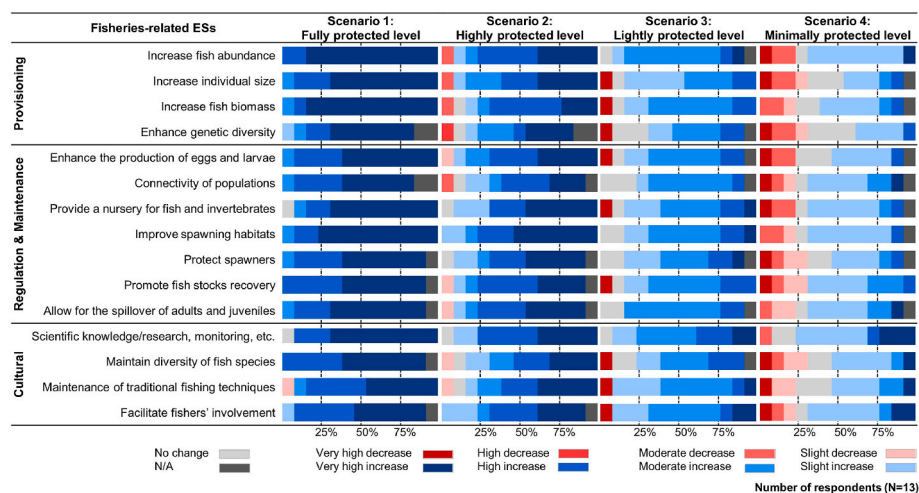 Fisheries-related ESs
Scenario 1:
Fully protected level
Scenario 2:
Highly protected level
Scenario 3:
Lightly protected level
Scenario 4:
Minimally protected level
Provisioning
Increase fish abundance
Increase individual size
Increase fish biomass
Enhance genetic diversity
Regulation & Maintenance
Enhance the production of eggs and larvae
Connectivity of populations
Provide a nursery for fish and invertebrates
Improve spawning habitats
Protect spawners
Promote fish stocks recovery
Allow for the spillover of adults and juveniles
Cultural
Scientific knowledge/research, monitoring, etc.
Maintain diversity of fish species
Maintenance of traditional fishing techniques
Facilitate fishers' involvement
25% 50% 75% 25% 50% 75% 25% 50% 75% 25% 50% 75%
No change Very high decrease High decrease Moderate decrease Slight decrease
N/A Very high increase High increase Moderate increase Slight increase
Number of respondents (N=13)